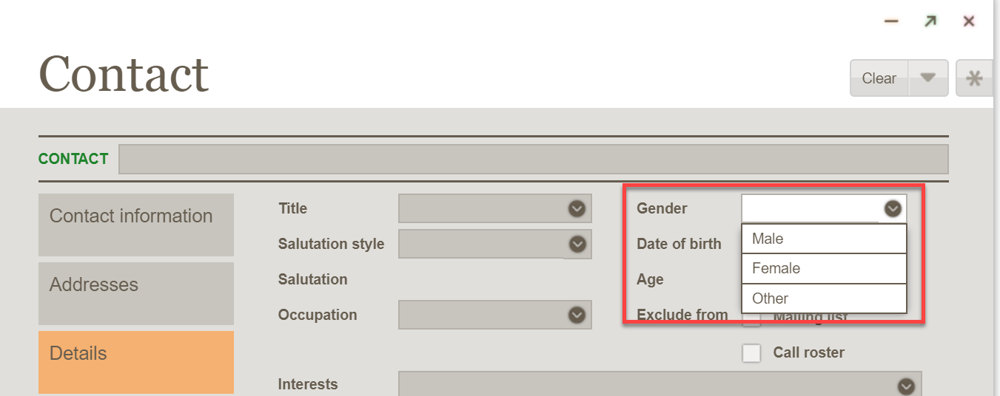 Contact
Clear
CONTACT
Contact information
Addresses
Details
Title
Salutation style
Salutation
Occupation
Interests
Gender
Male
Female
Other
Date of birth
Age
Exclude from
Mailing list
Call roster